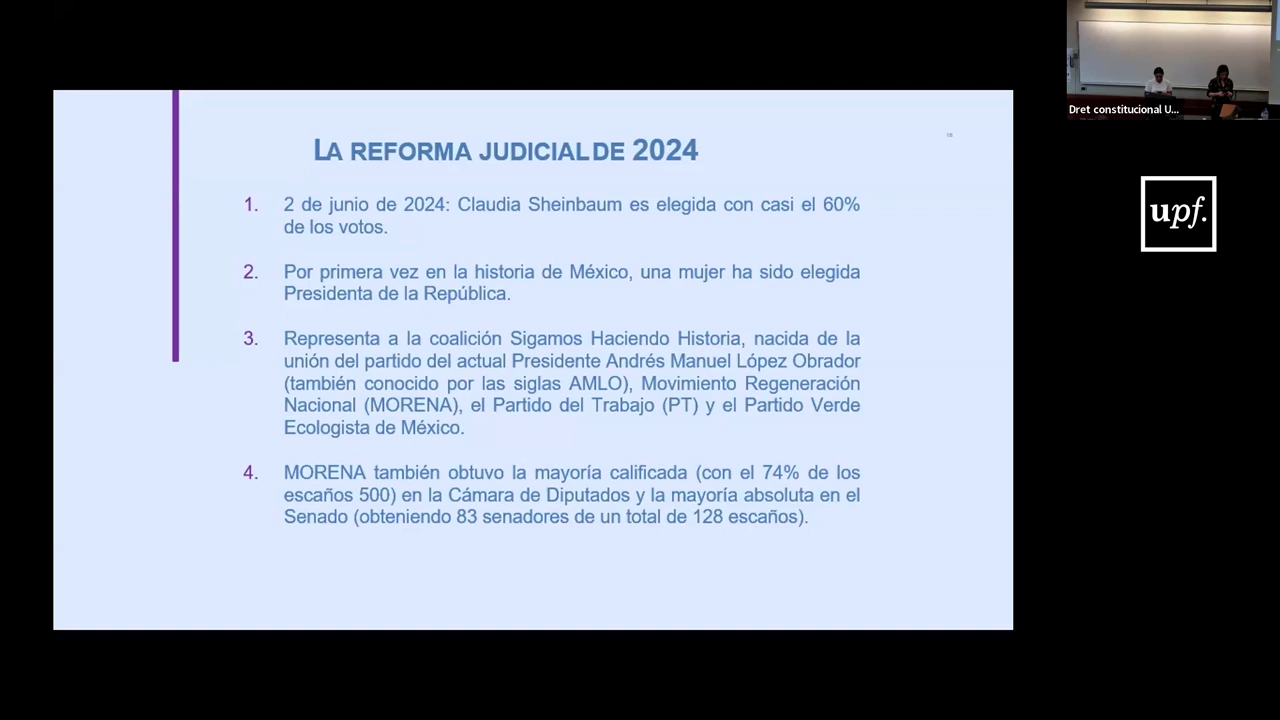 LA REFORMA JUDICIAL DE 2024
1. 2 de junio de 2024: Claudia Sheinbaum es elegida con casi el 60%
de los votos.
2. Por primera vez en la historia de México, una mujer ha sido elegida
Presidenta de la República.
3. Representa a la coalición Sigamos Haciendo Historia, nacida de la
unión del partido del actual Presidente Andrés Manuel López Obrador
(también conocido por las siglas AMLO), Movimiento Regeneración
Nacional (MORENA), el Partido del Trabajo (PT) y el Partido Verde
Ecologista de México.
4. MORENA también obtuvo la mayoría calificada (con el 74% de los
escaños 500) en la Cámara de Diputados y la mayoría absoluta en el
Senado (obteniendo 83 senadores de un total de 128 escaños).
Dret constitucional U...
upf.